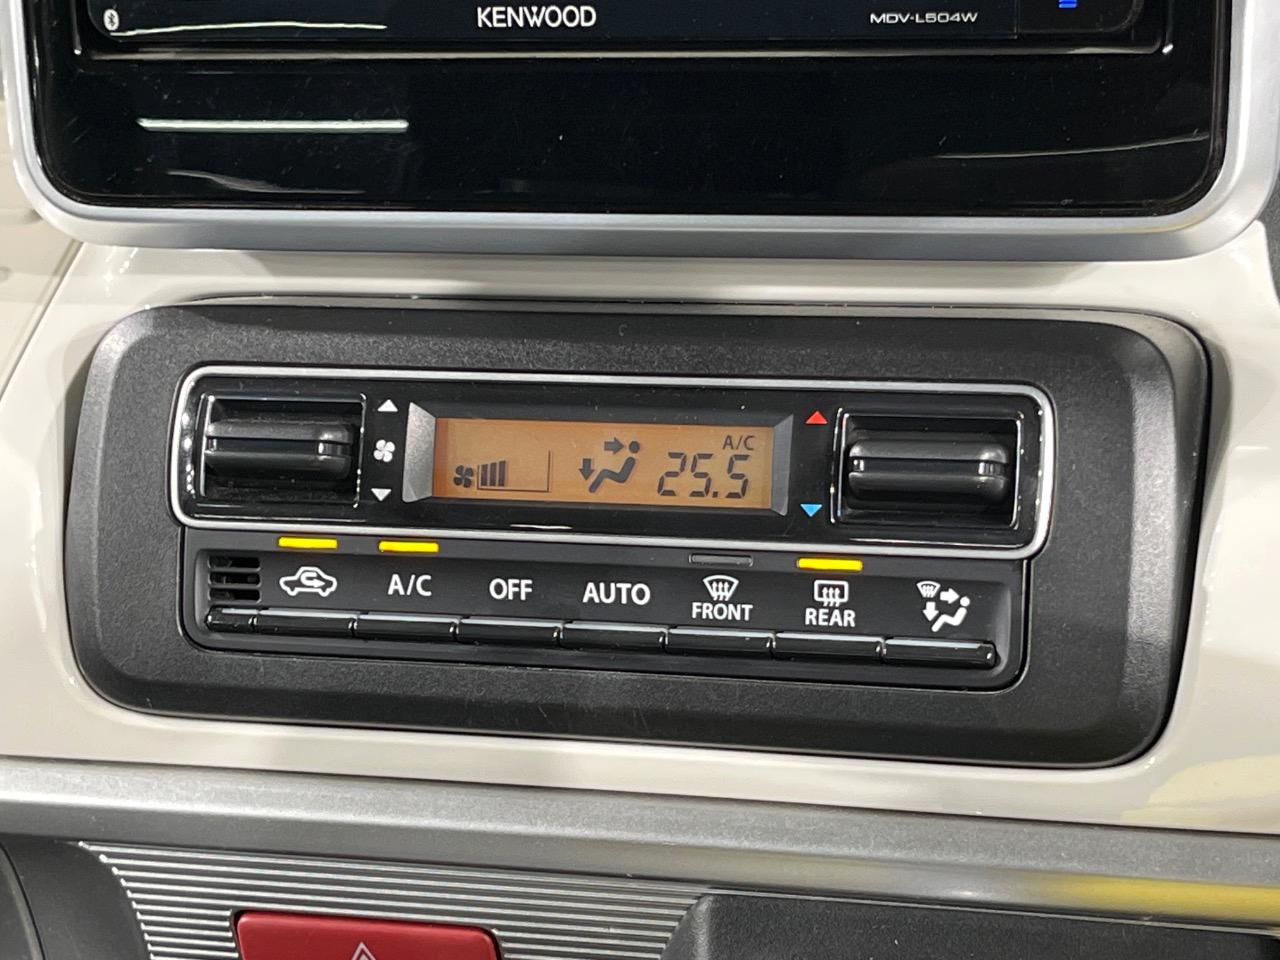 KENWOOD
MDV-L504W
A/C
25.5
A/C
OFF
AUTO
FRONT
REAR